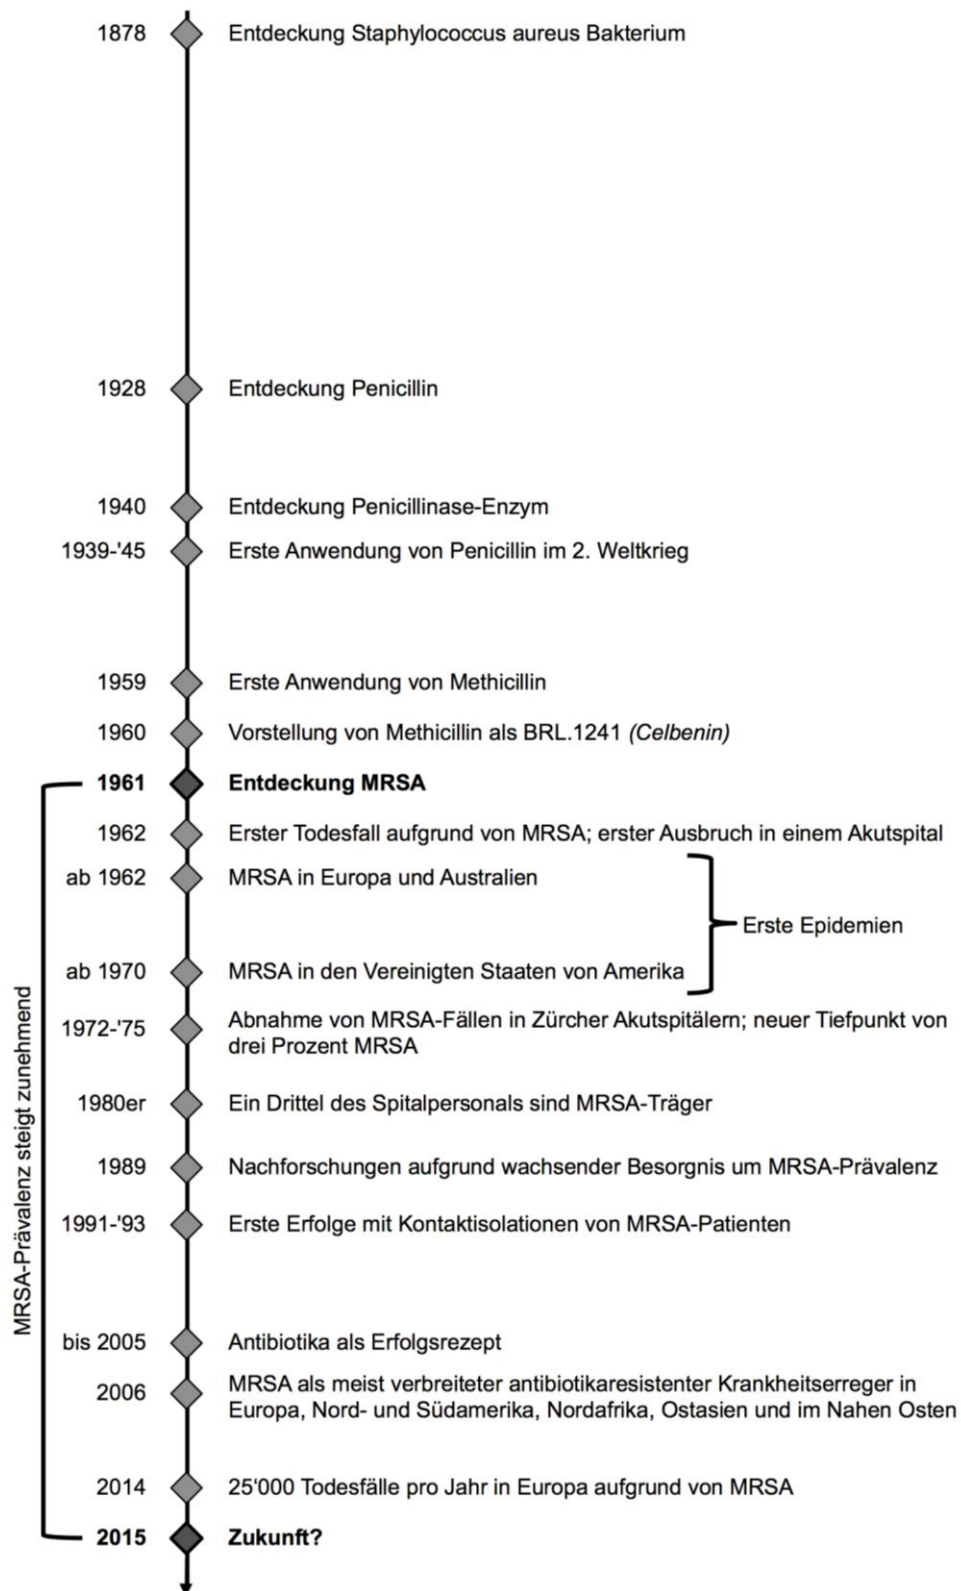 1878 Entdeckung Staphylococcus aureus Bakterium
1928 Entdeckung Penicillin
1940 Entdeckung Penicillinase-Enzym
1939-'45 Erste Anwendung von Penicillin im 2. Weltkrieg
1959 Erste Anwendung von Methicillin
1960 Vorstellung von Methicillin als BRL.1241 (Celbenin)
1961 Entdeckung MRSA
1962 Erster Todesfall aufgrund von MRSA; erster Ausbruch in einem Akutspital
ab 1962 MRSA in Europa und Australien
Erste Epidemien
ab 1970 MRSA in den Vereinigten Staaten von Amerika
1972-'75 Abnahme von MRSA-Fällen in Zürcher Akutspitälern; neuer Tiefpunkt von
drei Prozent MRSA
1980er Ein Drittel des Spitalpersonals sind MRSA-Träger
1989 Nachforschungen aufgrund wachsender Besorgnis um MRSA-Prävalenz
1991-'93 Erste Erfolge mit Kontaktisolationen von MRSA-Patienten
bis 2005 Antibiotika als Erfolgsrezept
2006 MRSA als meist verbreiteter antibiotikaresistenter Krankheitserreger in
Europa, Nord- und Südamerika, Nordafrika, Ostasien und im Nahen Osten
2014 25'000 Todesfälle pro Jahr in Europa aufgrund von MRSA
2015 Zukunft?
MRSA-Prävalenz steigt zunehmend